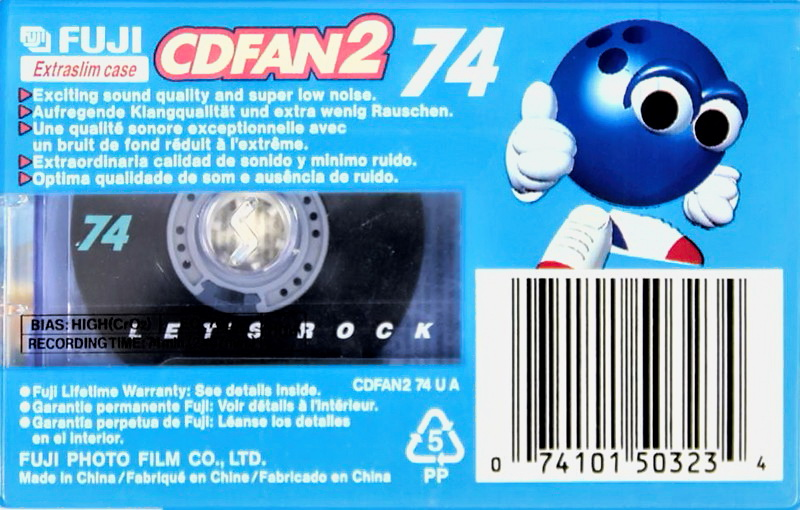 FUJI CDFAN2 74
Extraslim case
Exciting sound quality and super low noise.
Aufregende Klangqualität und extra wenig Rauschen.
Une qualité sonore exceptionnelle avec
un bruit de fond réduit à l'extrême.
Extraordinaria calidad de sonido y minimo ruido.
Optima qualidade de som e ausência de ruido.
74
BIAS: HIGH(CrO₂)
LET'S ROCK
RECORDING TIME:
Fuji Lifetime Warranty: See details inside.
CDFAN2 74 U A
Garantie permanente Fuji: Voir détails à l'intérieur.
Garantía perpetua de Fuji: Léanse los detalles
en el interior.
FUJI PHOTO FILM CO., LTD.
Made in China/Fabriqué en Chine/Fabricado en China
5
PP
0 74101 50323 4